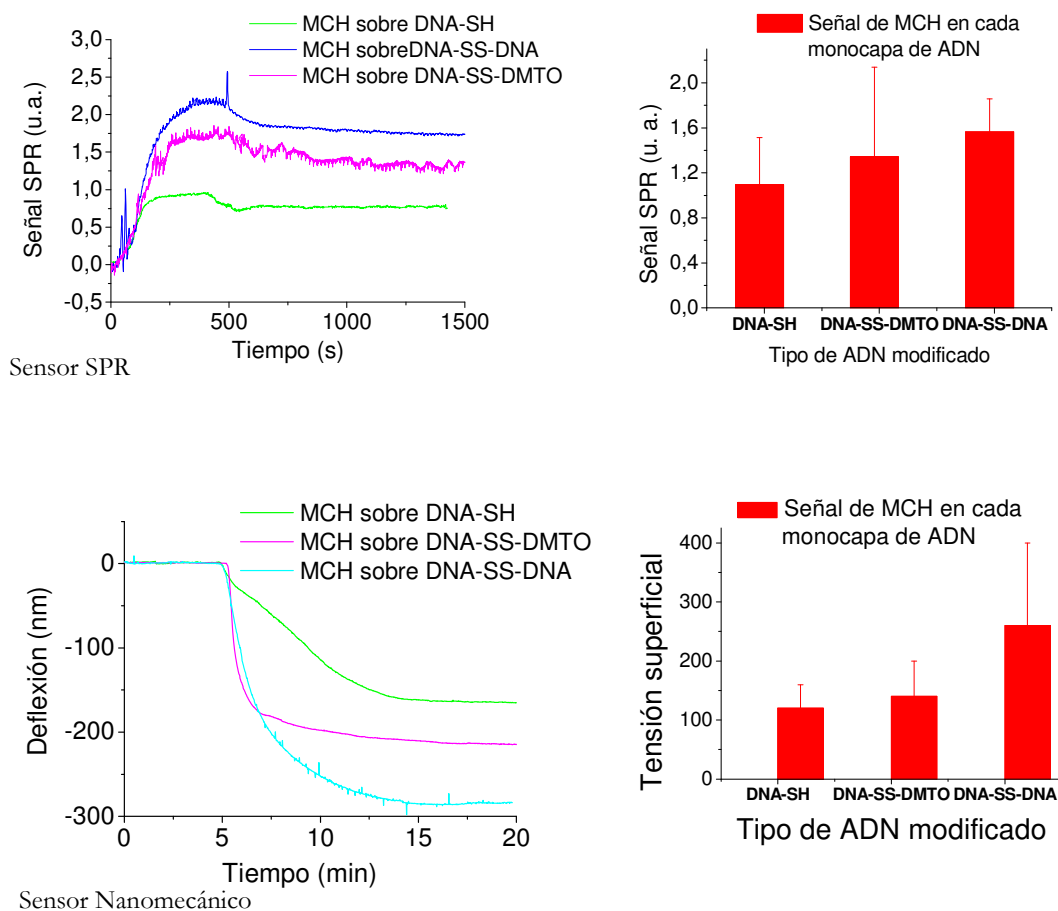 MCH sobre DNA-SH
MCH sobreDNA-SS-DNA
MCH sobre DNA-SS-DMTO
3,0
2,5
2,0
1,5
1,0
0,5
0,0
-0,5
Señal SPR (u.a.)
0
500
1000
1500
Tiempo (s)
Sensor SPR
Señal de MCH en cada
monocapa de ADN
2,0
1,6
1,2
0,8
0,4
0,0
Señal SPR (u. a.)
DNA-SH
DNA-SS-DMTO
DNA-SS-DNA
Tipo de ADN modificado
MCH sobre DNA-SH
MCH sobre DNA-SS-DMTO
MCH sobre DNA-SS-DNA
0
-100
-200
-300
Deflexión (nm)
0
5
10
15
20
Tiempo (min)
Sensor Nanomecánico
Señal de MCH en cada
monocapa de ADN
400
300
200
100
0
Tensión superficial
DNA-SH
DNA-SS-DMTO
DNA-SS-DNA
Tipo de ADN modificado